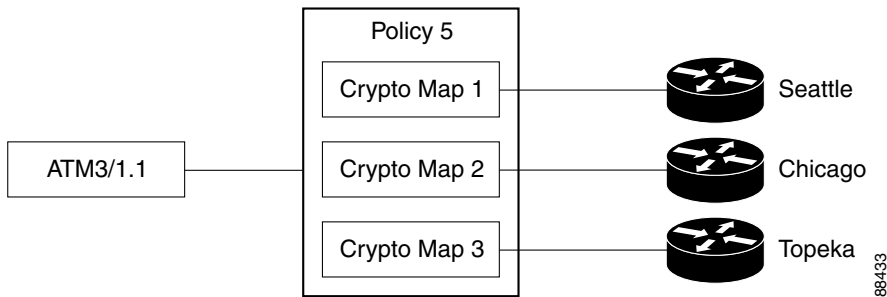 Policy 5
Crypto Map 1
Seattle
ATM3/1.1
Crypto Map 2
Chicago
Crypto Map 3
Topeka
88433